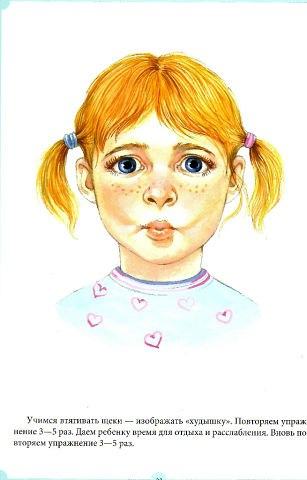 Учимся втягивать щеки — изображать «худышку». Повторяем упраж-
нение 3—5 раз. Даем ребенку время для отдыха и расслабления. Вновь по-
вторяем упражнение 3—5 раз.